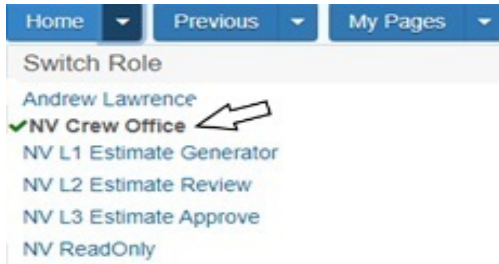 Home Previous My Pages
Switch Role
Andrew Lawrence
NV Crew Office
NV L1 Estimate Generator
NV L2 Estimate Review
NV L3 Estimate Approve
NV ReadOnly